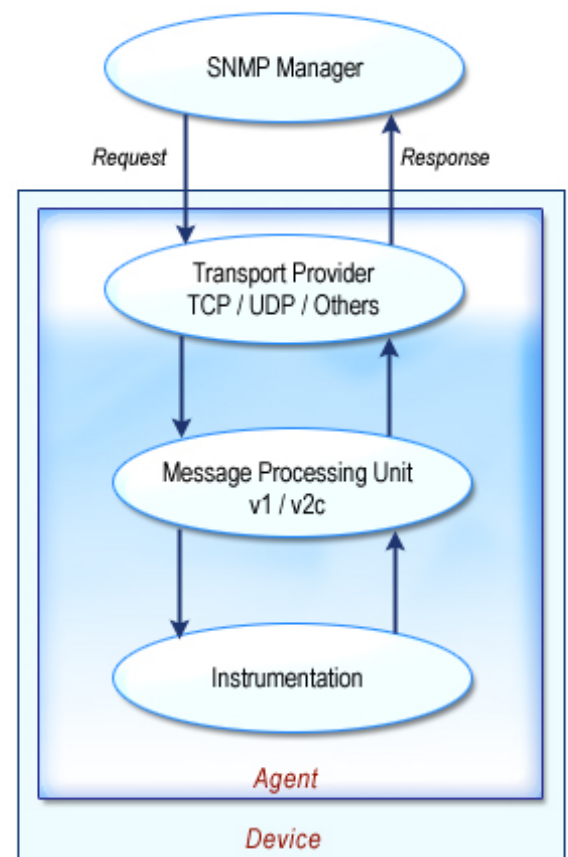 SNMP Manager
Request
Response
Transport Provider
TCP / UDP / Others
Message Processing Unit
v1 / v2c
Instrumentation
Agent
Device